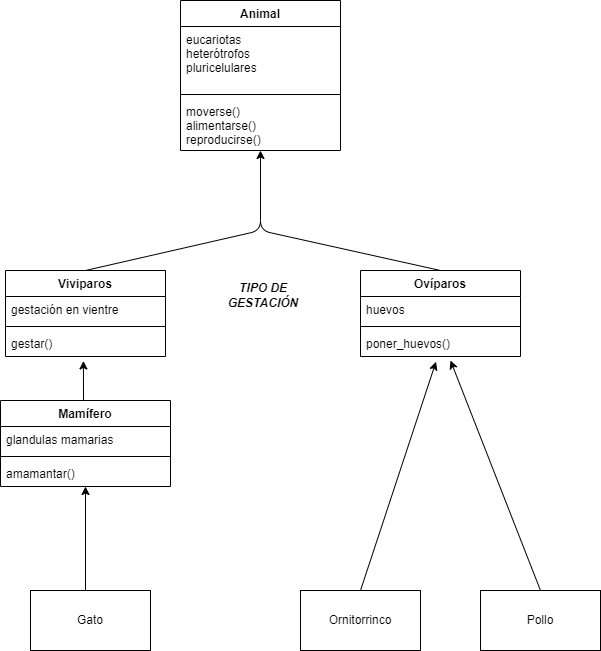 Animal
eucariotas
heterótrofos
pluricelulares
moverse()
alimentarse()
reproducirse()
Viviparos
gestación en vientre
gestar()
TIPO DE
GESTACIÓN
Ovíparos
huevos
poner_huevos()
Mamífero
glandulas mamarias
amamantar()
Gato
Ornitorrinco
Pollo